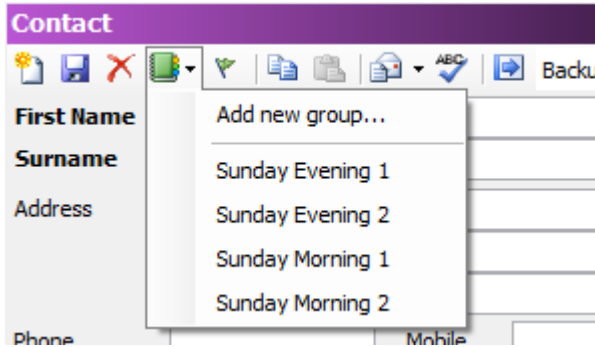 Contact
ABC
Backu
First Name
Add new group...
Surname
Sunday Evening 1
Address
Sunday Evening 2
Sunday Morning 1
Sunday Morning 2
Phone
Mobile